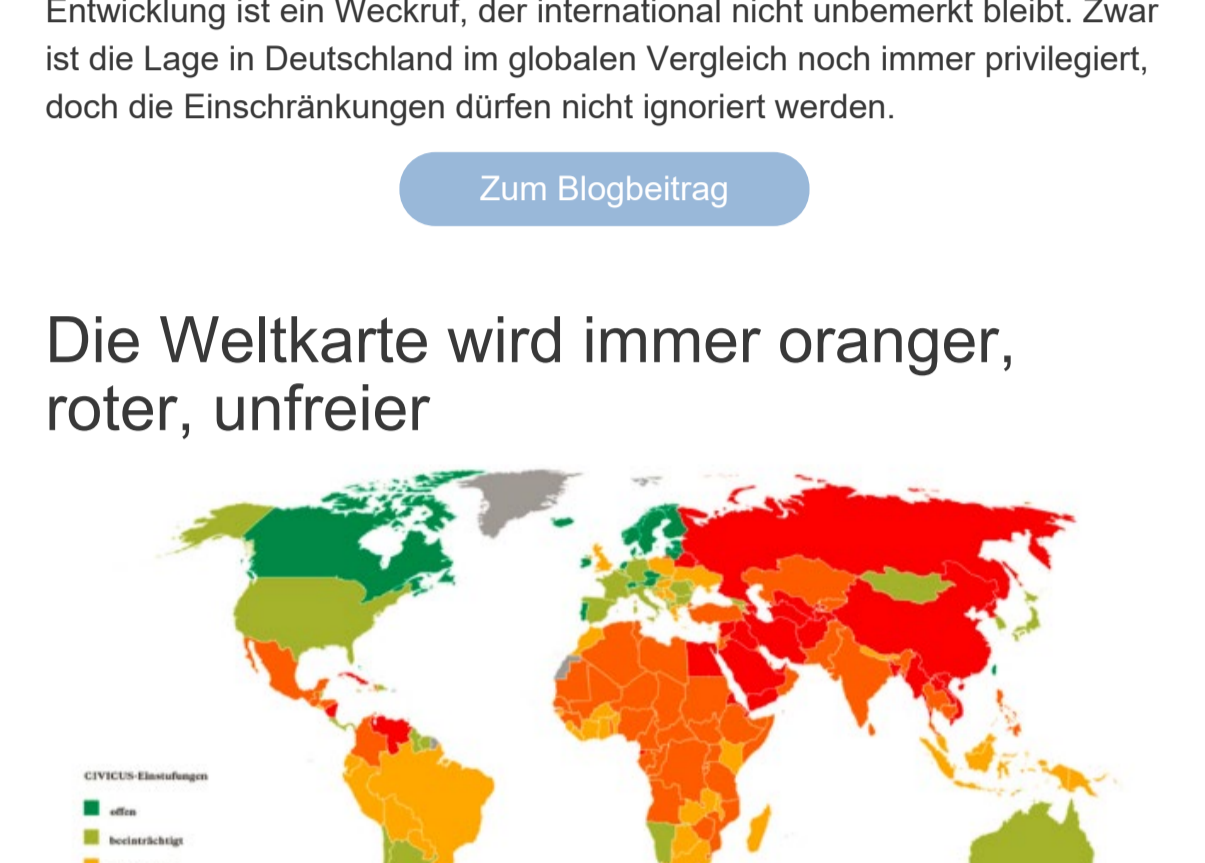 Entwicklung ist ein Weckruf, der international nicht unbemerkt bleibt. Zwar
ist die Lage in Deutschland im globalen Vergleich noch immer privilegiert,
doch die Einschränkungen dürfen nicht ignoriert werden.
Zum Blogbeitrag
Die Weltkarte wird immer oranger,
roter, unfreier
CIVICUS-Einstufungen
offen
beeinträchtigt